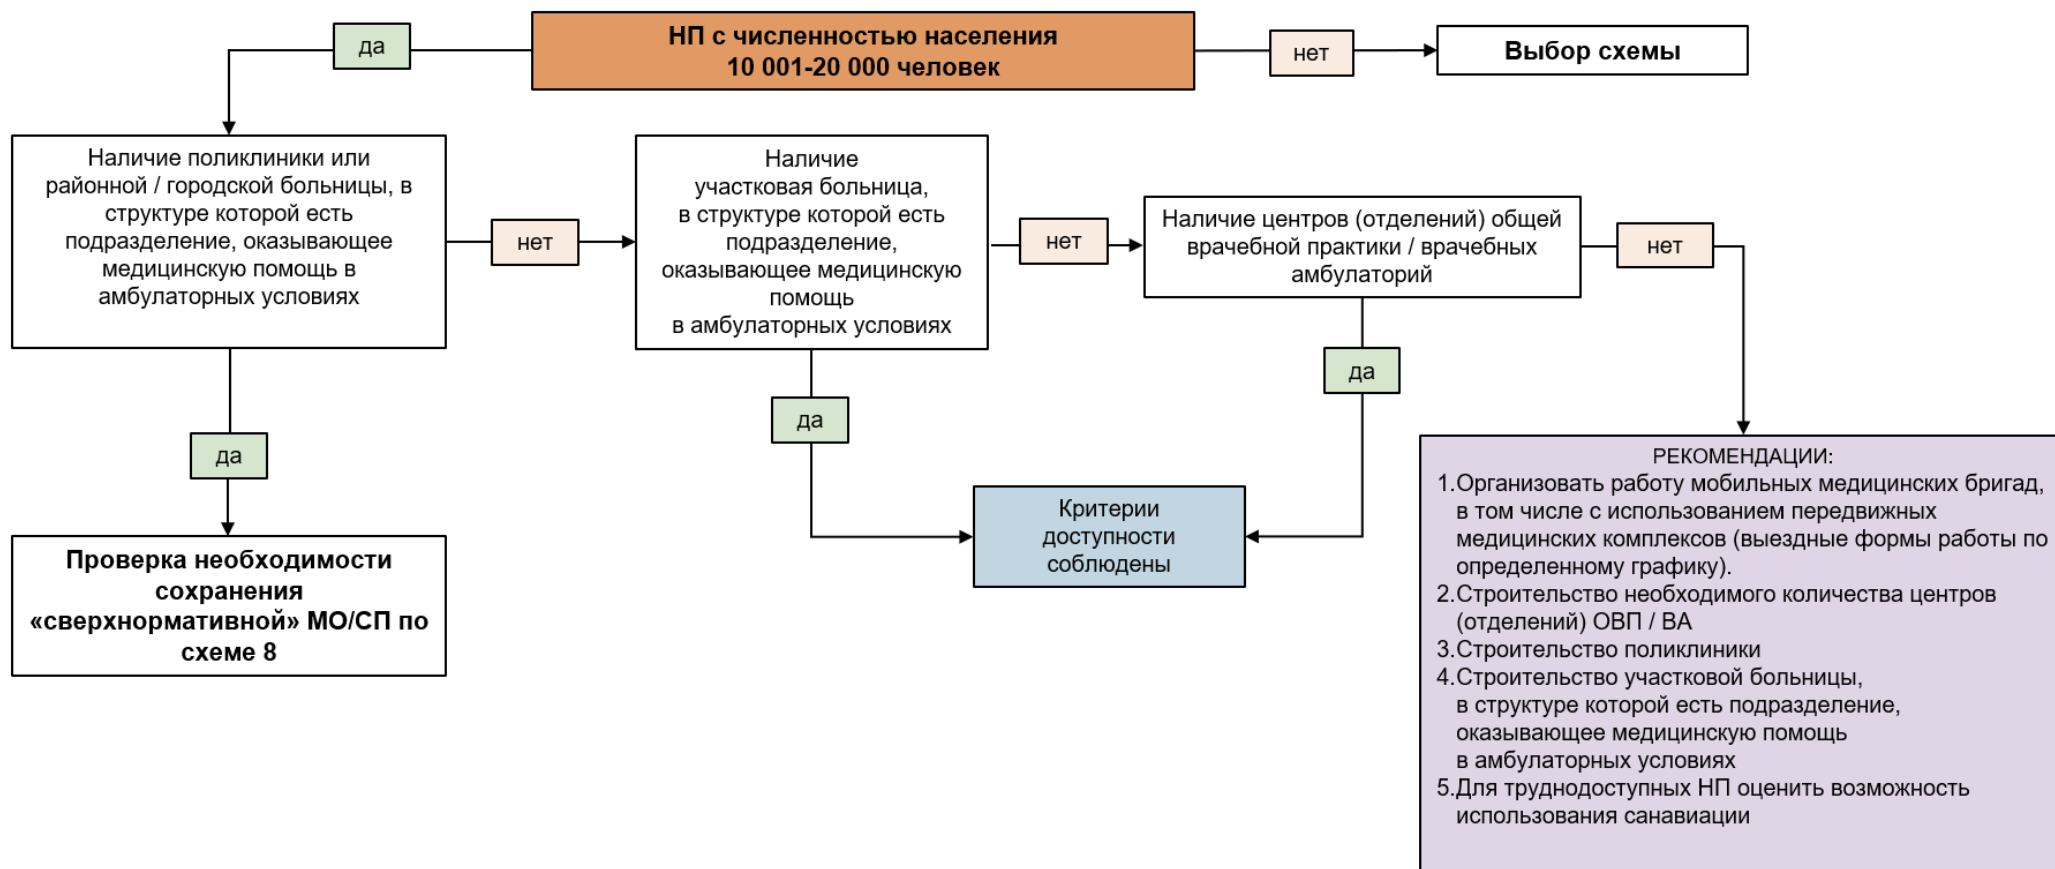 да
НП с численностью населения
10 001-20 000 человек
нет
Выбор схемы
Наличие поликлиники или
районной / городской больницы, в
структуре которой есть
подразделение, оказывающее
медицинскую помощь в
амбулаторных условиях
нет
Наличие
участковая больница,
в структуре которой есть
подразделение,
оказывающее медицинскую
помощь
в амбулаторных условиях
нет
Наличие центров (отделений) общей
врачебной практики / врачебных
амбулаторий
нет
да
да
да
Проверка необходимости
сохранения
«сверхнормативной» МО/СП по
схеме 8
Критерии
доступности
соблюдены
РЕКОМЕНДАЦИИ:
1.Организовать работу мобильных медицинских бригад,
в том числе с использованием передвижных
медицинских комплексов (выездные формы работы по
определенному графику).
2.Строительство необходимого количества центров
(отделений) ОВП / ВА
3.Строительство поликлиники
4.Строительство участковой больницы,
в структуре которой есть подразделение,
оказывающее медицинскую помощь
в амбулаторных условиях
5.Для труднодоступных НП оценить возможность
использования санавиации